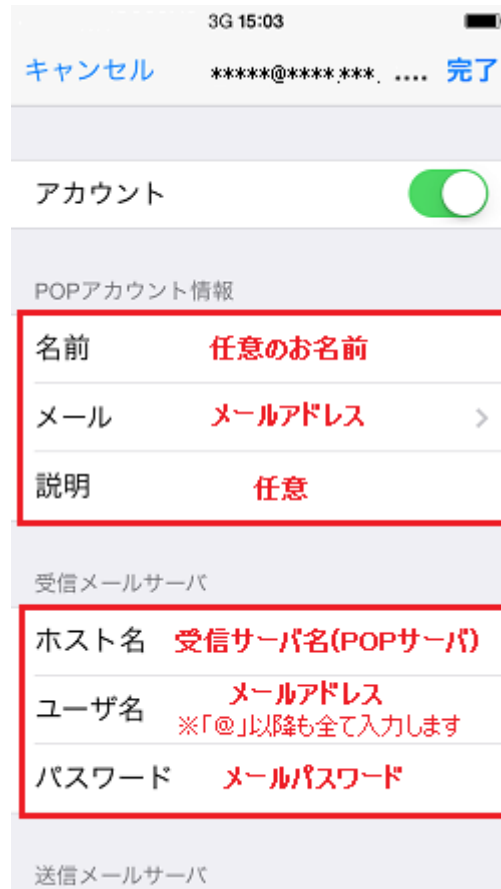 3G 15:03
キャンセル *****@****.***. .... 完了
アカウント
POPアカウント情報
名前 任意のお名前
メール メールアドレス >
説明 任意
受信メールサーバ
ホスト名 受信サーバ名(POPサーバ)
ユーザ名 メールアドレス
※「@」以降も全て入力します
パスワード メールパスワード
送信メールサーバ